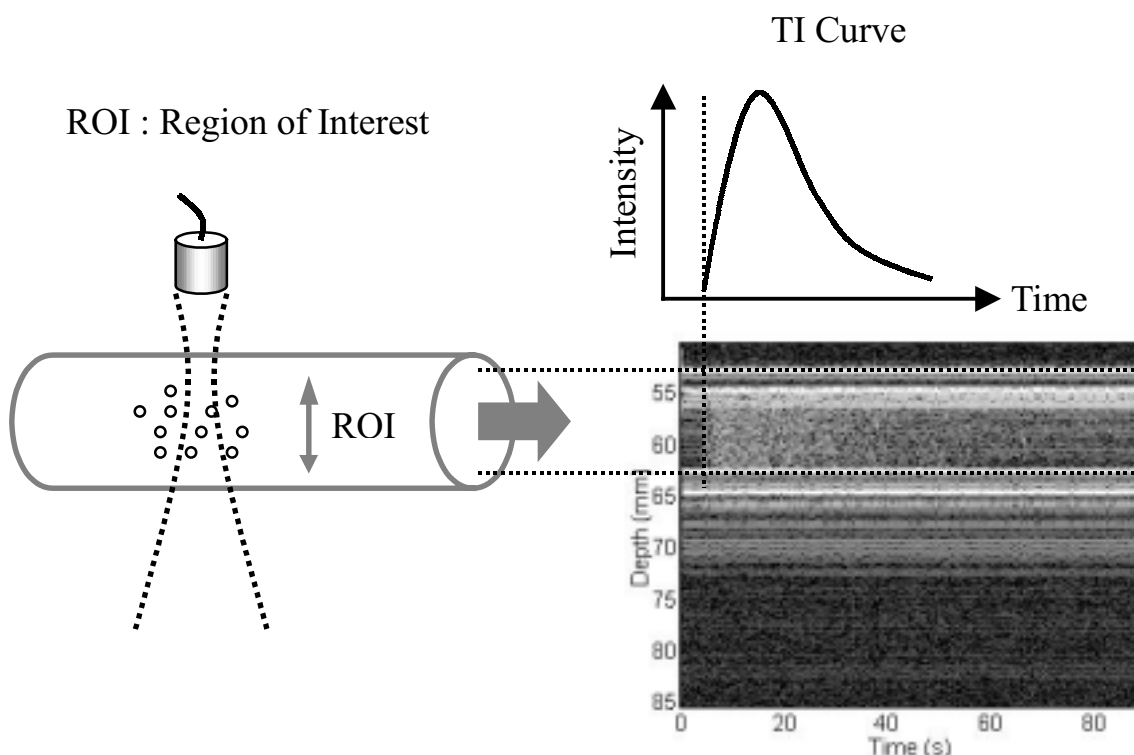 TI Curve
ROI : Region of Interest
Intensity
Time
ROI
55
60
65
70
75
80
85
Depth (mm)
0 20 40 60 80
Time (s)